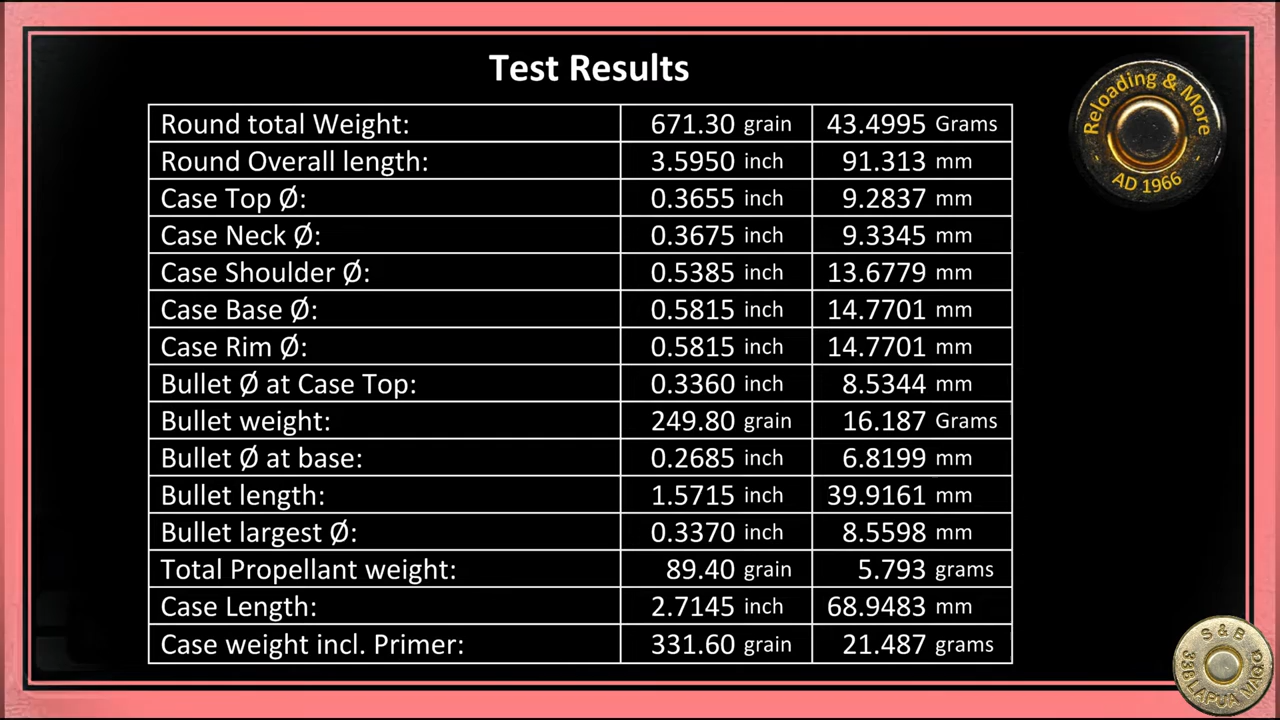 Test Results
Reloading & More
- AD 1966 -
Round total Weight: 671.30 grain 43.4995 Grams
Round Overall length: 3.5950 inch 91.313 mm
Case Top Ø: 0.3655 inch 9.2837 mm
Case Neck Ø: 0.3675 inch 9.3345 mm
Case Shoulder Ø: 0.5385 inch 13.6779 mm
Case Base Ø: 0.5815 inch 14.7701 mm
Case Rim Ø: 0.5815 inch 14.7701 mm
Bullet Ø at Case Top: 0.3360 inch 8.5344 mm
Bullet weight: 249.80 grain 16.187 Grams
Bullet Ø at base: 0.2685 inch 6.8199 mm
Bullet length: 1.5715 inch 39.9161 mm
Bullet largest Ø: 0.3370 inch 8.5598 mm
Total Propellant weight: 89.40 grain 5.793 grams
Case Length: 2.7145 inch 68.9483 mm
Case weight incl. Primer: 331.60 grain 21.487 grams
S & B
338 LAPUA MAG